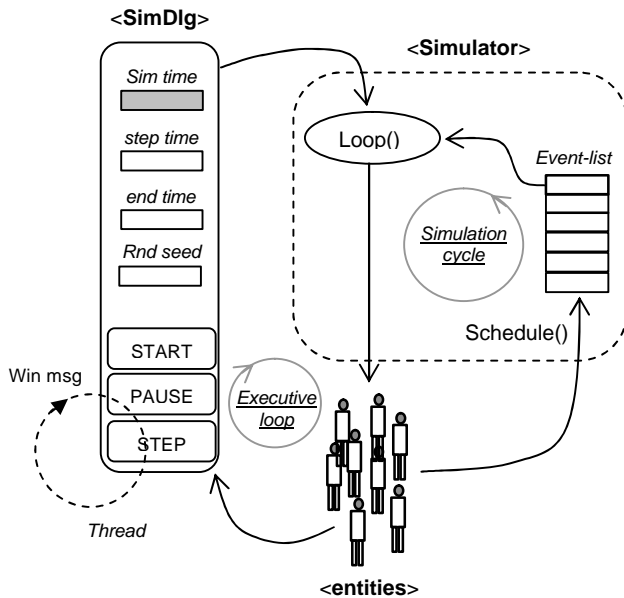 <SimDlg>
Sim time
step time
end time
Rnd seed
START
PAUSE
STEP
Win msg
Thread
Executive
loop
<Simulator>
Loop()
Event-list
Simulation
cycle
Schedule()
<entities>